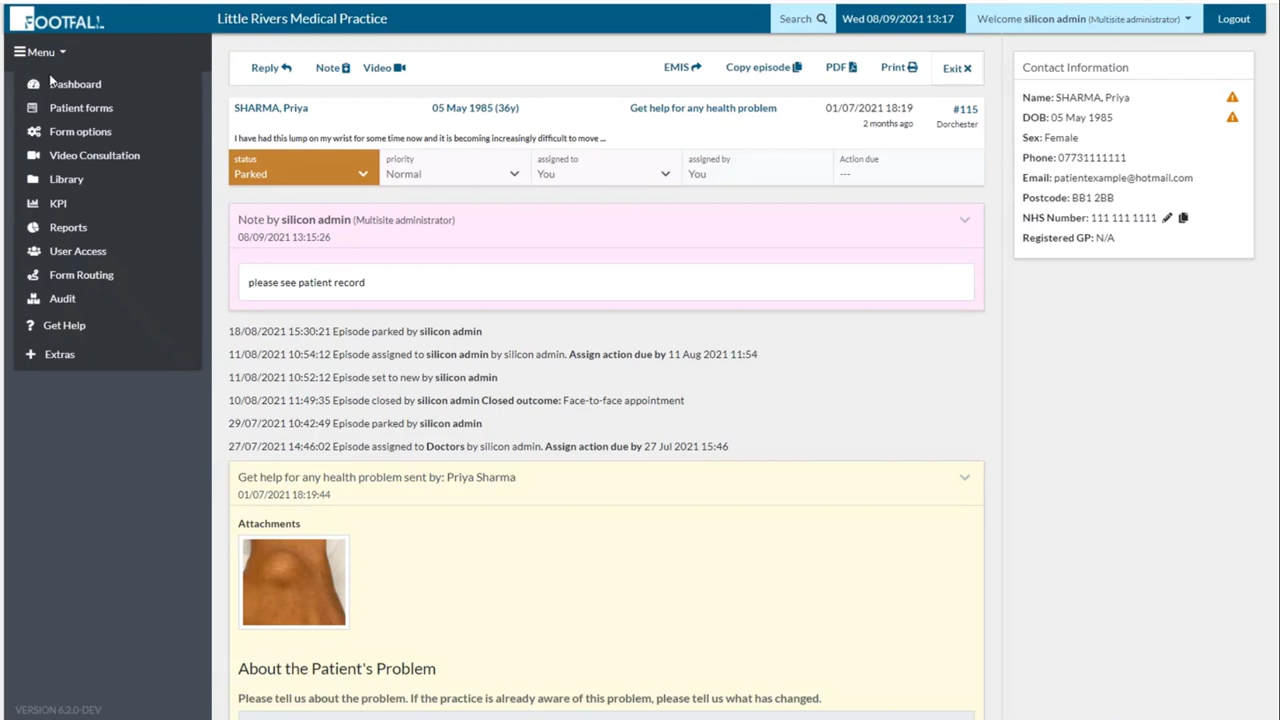 FOOTFALL
Little Rivers Medical Practice
Search
Wed 08/09/2021 13:17
Welcome silicon admin (Multisite administrator)
Logout
Menu
Dashboard
Patient forms
Form options
Video Consultation
Library
KPI
Reports
User Access
Form Routing
Audit
Get Help
Extras
VERSION 6.2.0-DEV
Reply
Note
Video
EMIS
Copy episode
PDF
Print
Exit
SHARMA, Priya
05 May 1985 (36y)
Get help for any health problem
01/07/2021 18:19
#115
2 months ago
Dorchester
I have had this lump on my wrist for some time now and it is becoming increasingly difficult to move ...
status
Parked
priority
Normal
assigned to
You
assigned by
You
Action due
---
Note by silicon admin (Multisite administrator)
08/09/2021 13:15:26
please see patient record
18/08/2021 15:30:21 Episode parked by silicon admin
11/08/2021 10:54:12 Episode assigned to silicon admin by silicon admin. Assign action due by 11 Aug 2021 11:54
11/08/2021 10:52:12 Episode set to new by silicon admin
10/08/2021 11:49:35 Episode closed by silicon admin Closed outcome: Face-to-face appointment
29/07/2021 10:42:49 Episode parked by silicon admin
27/07/2021 14:46:02 Episode assigned to Doctors by silicon admin. Assign action due by 27 Jul 2021 15:46
Get help for any health problem sent by: Priya Sharma
01/07/2021 18:19:44
Attachments
About the Patient's Problem
Please tell us about the problem. If the practice is already aware of this problem, please tell us what has changed.
Contact Information
Name: SHARMA, Priya
DOB: 05 May 1985
Sex: Female
Phone: 07731111111
Email: patientexample@hotmail.com
Postcode: BB1 2BB
NHS Number: 111 111 1111
Registered GP: N/A